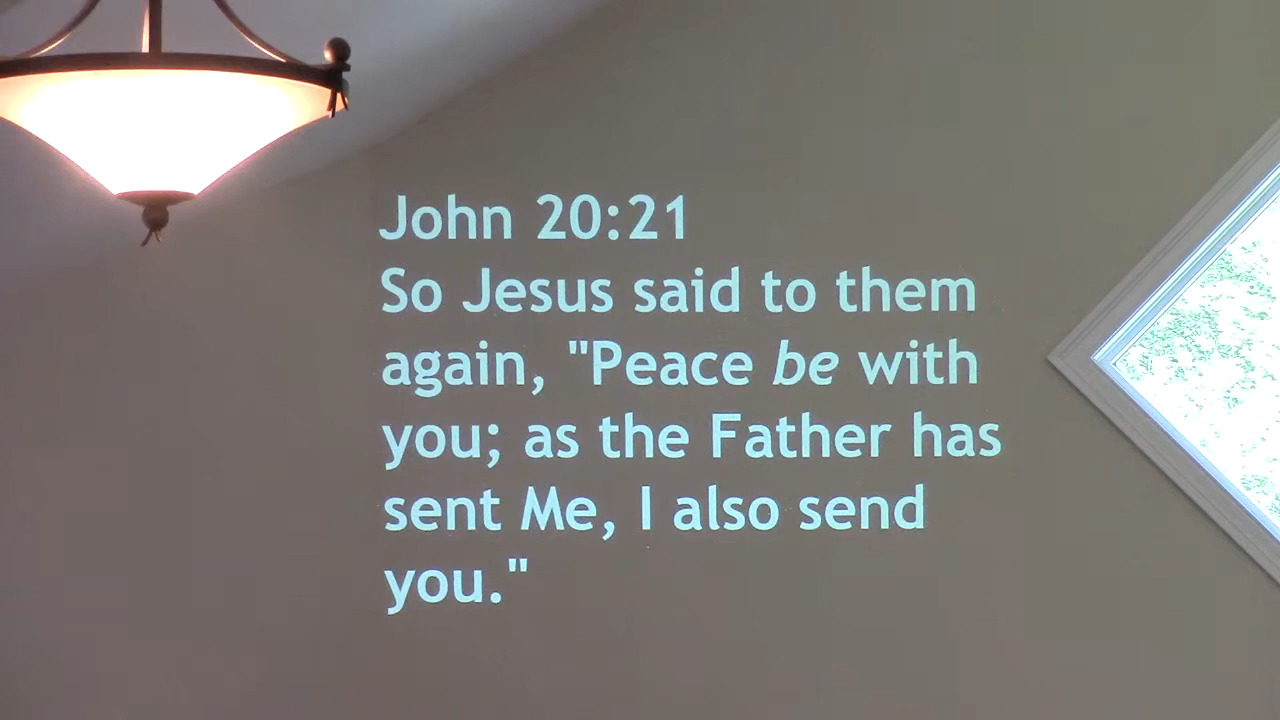 John 20:21
So Jesus said to them
again, "Peace be with
you; as the Father has
sent Me, I also send
you."